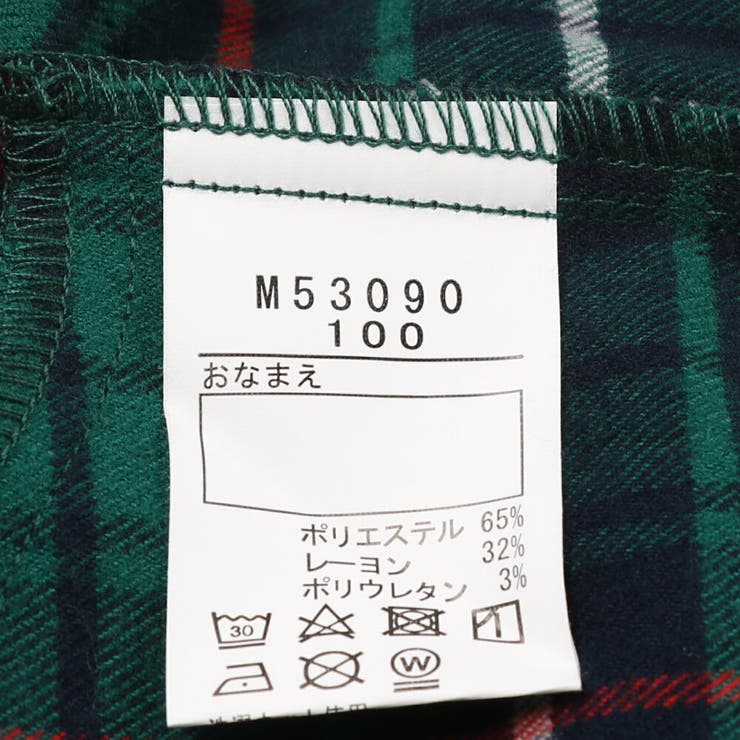 M53090
100
おなまえ
ポリエステル 65%
レーヨン 32%
ポリウレタン 3%
30
W